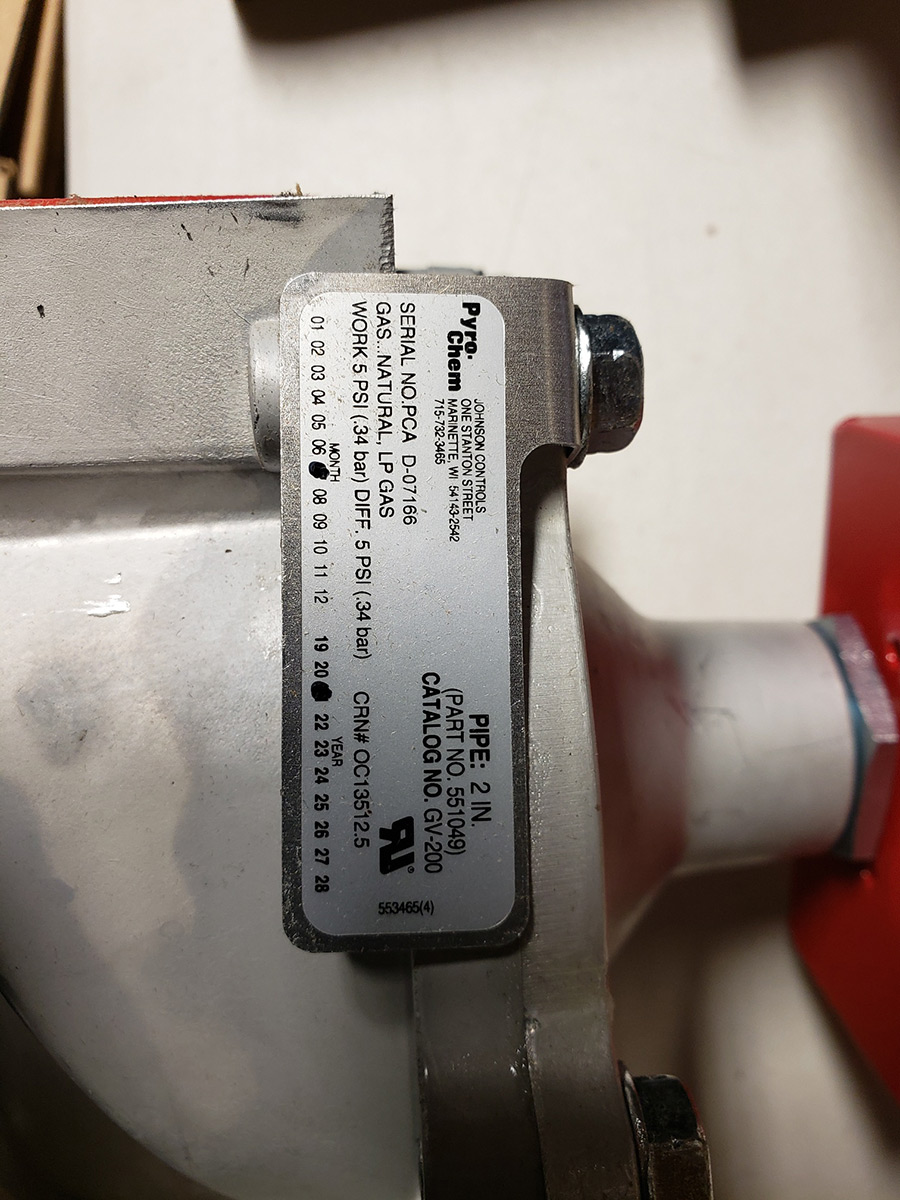 Pyro-
Chem
JOHNSON CONTROLS
ONE STANTON STREET
MARINETTE, WI 54143-2542
715-732-3465
PIPE: 2 IN.
(PART NO. 551049)
CATALOG NO. GV-200
SERIAL NO.PCA D-07166
GAS..NATURAL, LP GAS
WORK 5 PSI (.34 bar) DIFF. 5 PSI (.34 bar) CRN# OC13512.5
RU®
553465(4)
MONTH YEAR
01 02 03 04 05 06 08 09 10 11 12 19 20 22 23 24 25 26 27 28